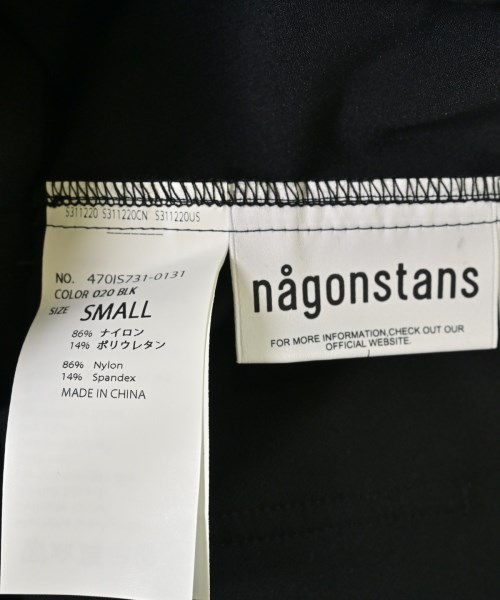 S311220 S311220CN S311220US
NO. 470IS731-0131
COLOR 020 BLK
SIZE SMALL
86% ナイロン
14% ポリウレタン
86% Nylon
14% Spandex
MADE IN CHINA
någonstans
FOR MORE INFORMATION,CHECK OUT OUR
OFFICIAL WEBSITE.